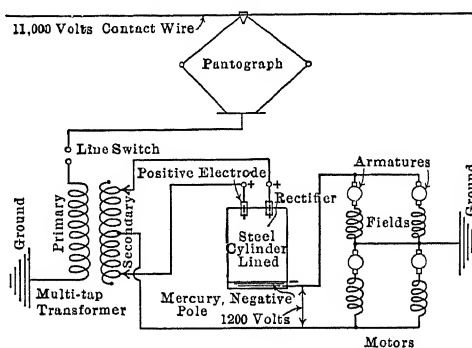 11,000 Volts Contact Wire
Pantograph
Line Switch
Positive Electrode
+
+
Rectifier
Armatures
Ground
Primary
Secondary
Steel
Cylinder
Lined
Fields
Ground
Multi-tap
Transformer
Mercury, Negative
Pole
1200 Volts
Motors